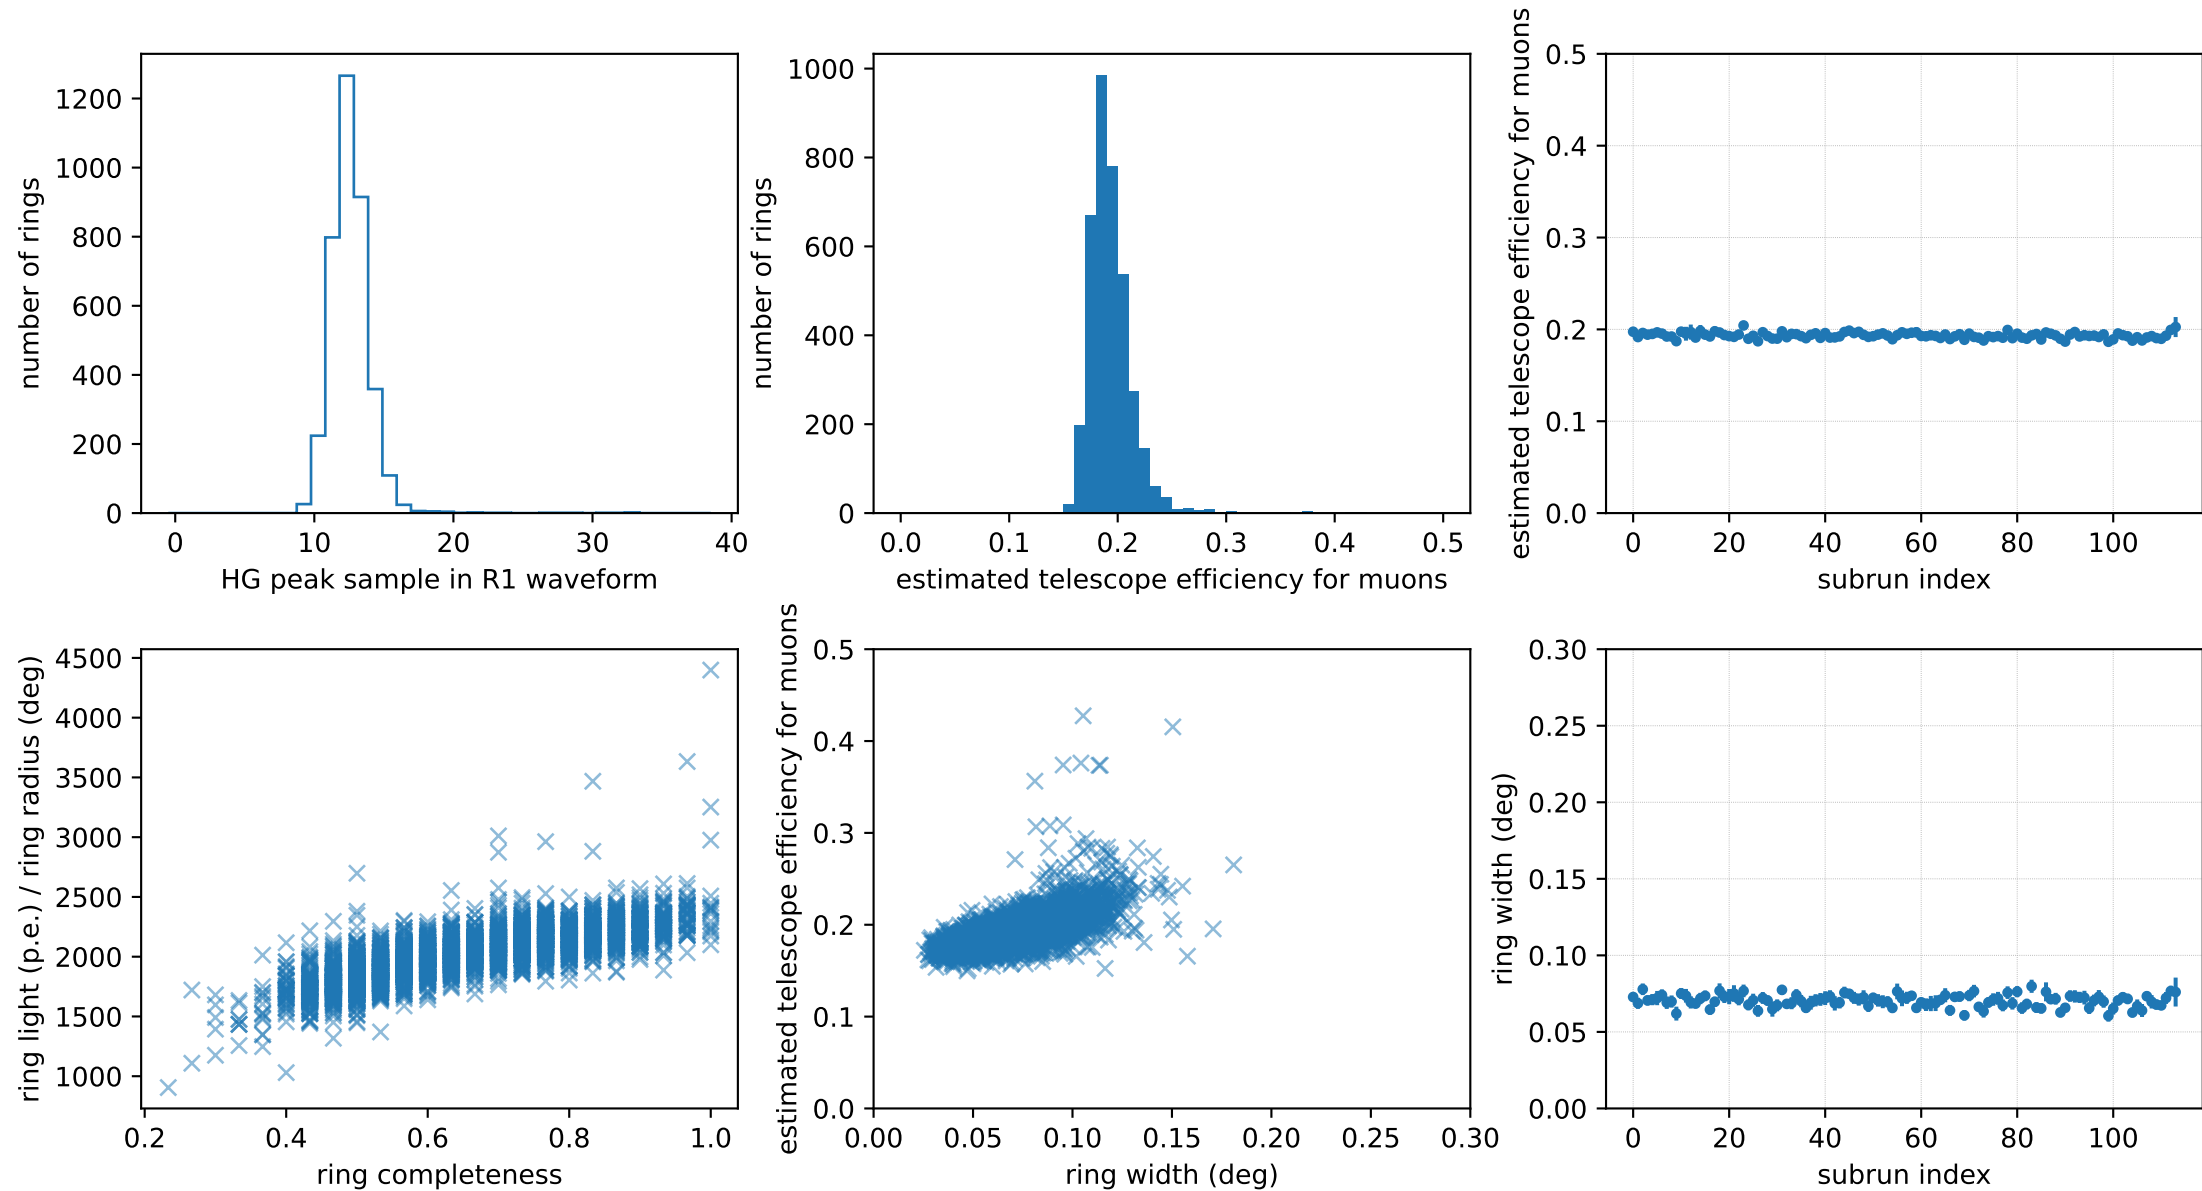 number of rings
1200
1000
800
600
400
200
0
0 10 20 30 40
HG peak sample in R1 waveform
number of rings
1000
800
600
400
200
0
0.0 0.1 0.2 0.3 0.4 0.5
estimated telescope efficiency for muons
estimated telescope efficiency for muons
0.5
0.4
0.3
0.2
0.1
0.0
0 20 40 60 80 100
subrun index
ring light (p.e.) / ring radius (deg)
4500
4000
3500
3000
2500
2000
1500
1000
0.2 0.4 0.6 0.8 1.0
ring completeness
estimated telescope efficiency for muons
0.5
0.4
0.3
0.2
0.1
0.0
0.00 0.05 0.10 0.15 0.20 0.25 0.30
ring width (deg)
ring width (deg)
0.30
0.25
0.20
0.15
0.10
0.05
0.00
0 20 40 60 80 100
subrun index